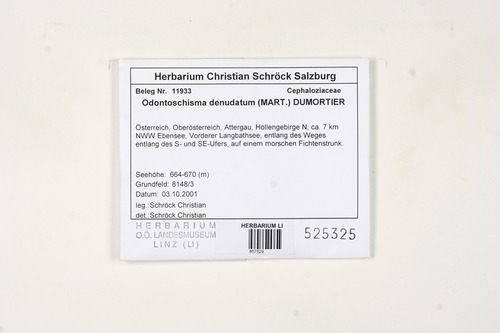 Herbarium Christian Schröck Salzburg
Beleg Nr. 11933 Cephaloziaceae
Odontoschisma denudatum (MART.) DUMORTIER
Österreich, Oberösterreich, Attergau, Höllengebirge N, ca. 7 km
NWW Ebensee, Vorderer Langbathsee, entlang des Weges
entlang des S- und SE-Ufers, auf einem morschen Fichtenstrunk.
Seehöhe: 664-670 (m)
Grundfeld: 8148/3
Datum: 03.10.2001
leg.:Schröck Christian
det.:Schröck Christian
HERBARIUM
O.Ö. LANDESMUSEUM
LINZ (LI)
HERBARIUM LI
525325